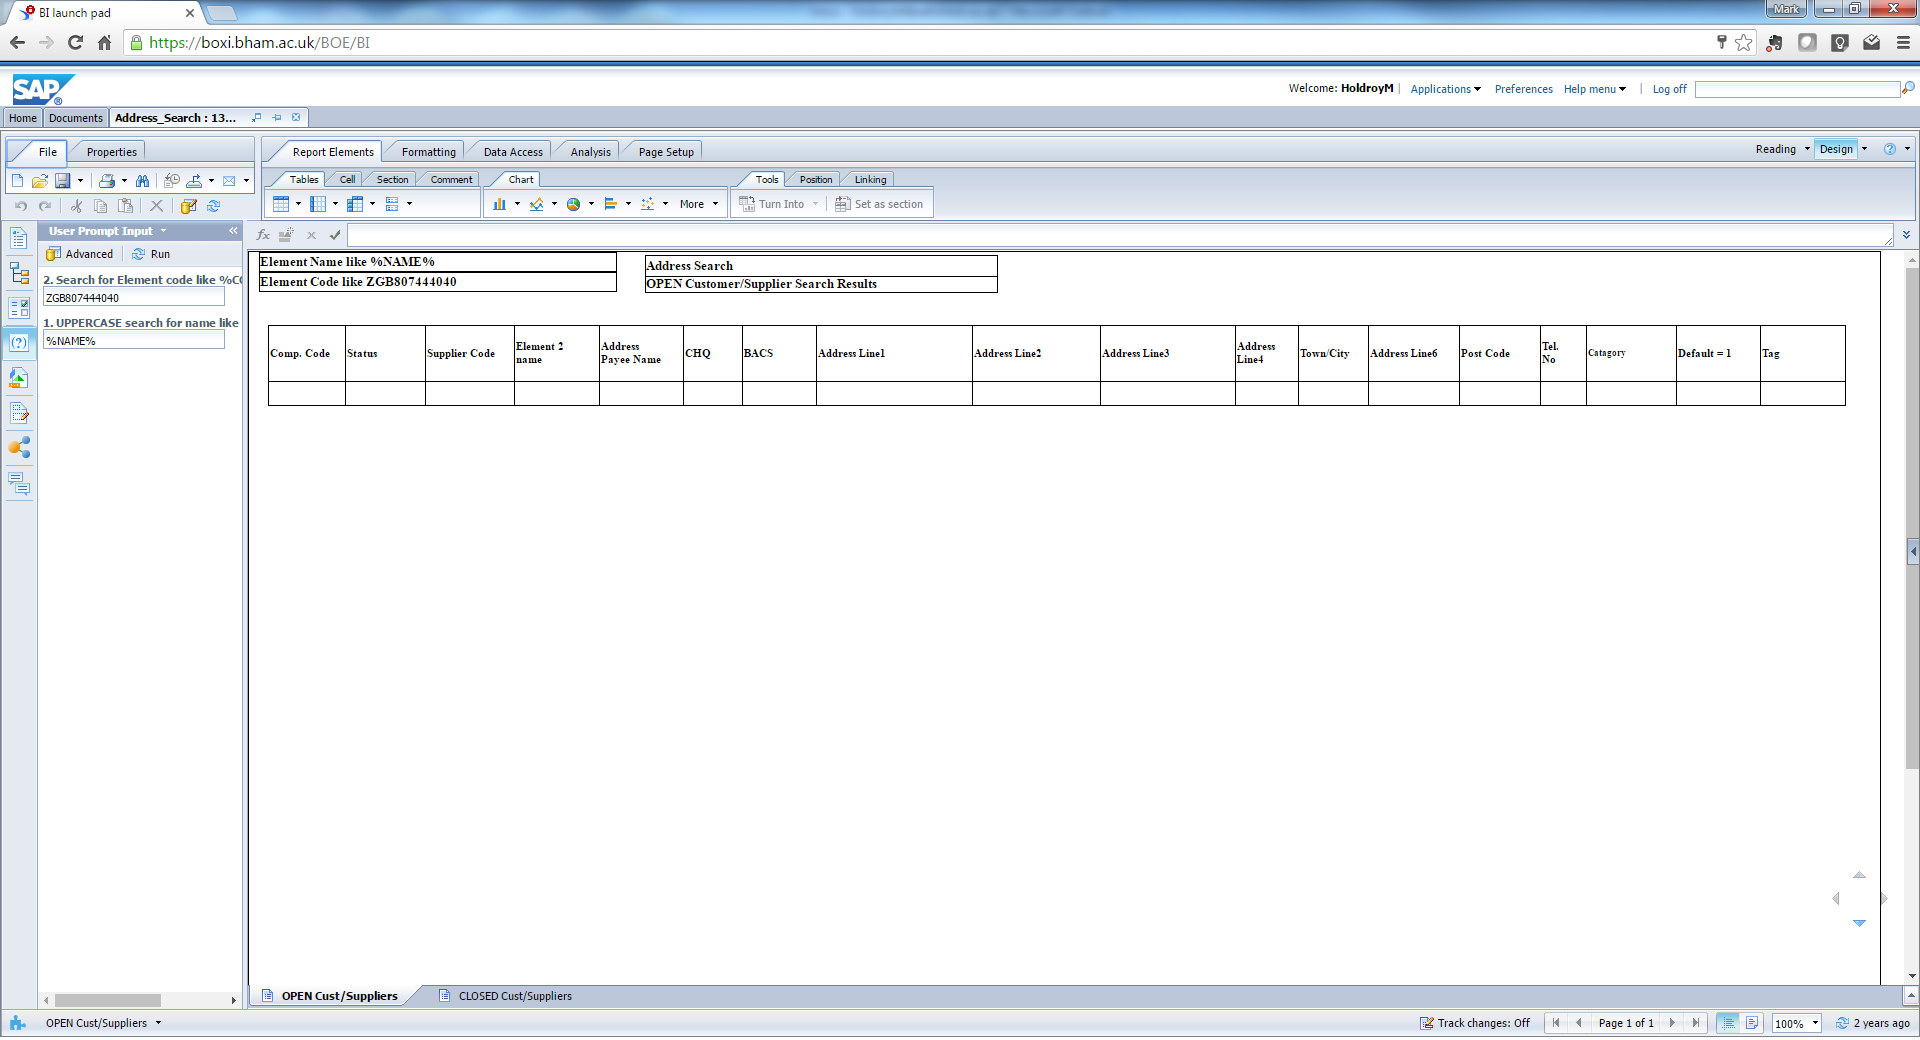 BI launch pad
Mark
https://boxi.bham.ac.uk/BOE/BI
SAP
Welcome: HoldroyM | Applications Preferences Help menu | Log off
Home Documents Address_Search : 13...
File Properties
Report Elements Formatting Data Access Analysis Page Setup
Reading Design
Tables Cell Section Comment Chart Tools Position Linking
More Turn Into Set as section
User Prompt Input
Advanced Run
2. Search for Element code like %C
ZGB807444040
1. UPPERCASE search for name like
%NAME%
Element Name like %NAME%
Element Code like ZGB807444040
Address Search
OPEN Customer/Supplier Search Results
Comp. Code
Status
Supplier Code
Element 2
name
Address
Payee Name
CHQ
BACS
Address Line1
Address Line2
Address Line3
Address
Line4
Town/City
Address Line6
Post Code
Tel.
No
Catagory
Default = 1
Tag
OPEN Cust/Suppliers CLOSED Cust/Suppliers
OPEN Cust/Suppliers
Track changes: Off
Page 1 of 1
100%
2 years ago